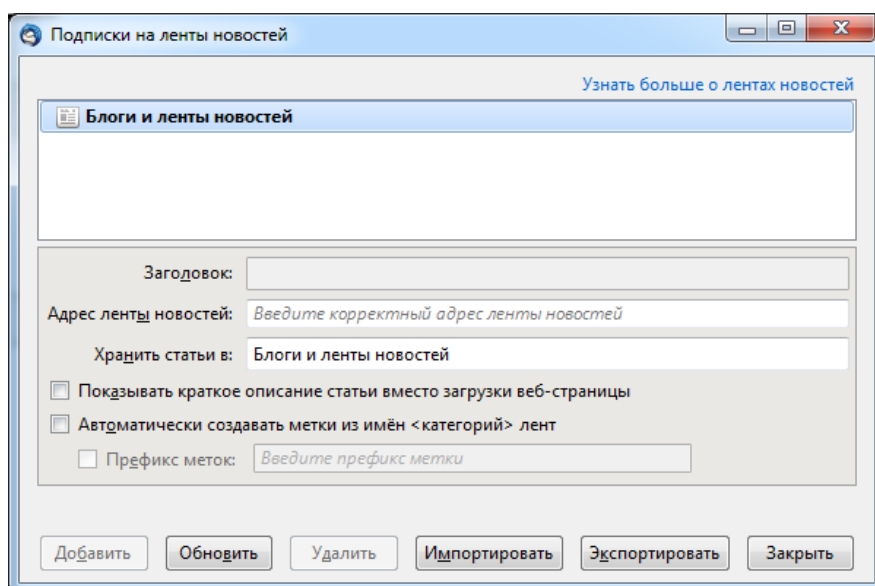 Подписки на ленты новостей
Узнать больше о лентах новостей
Блоги и ленты новостей
Заголовок:
Адрес ленты новостей: Введите корректный адрес ленты новостей
Хранить статьи в: Блоги и ленты новостей
Показывать краткое описание статьи вместо загрузки веб-страницы
Автоматически создавать метки из имён <категорий> лент
Префикс меток: Введите префикс метки
Добавить Обновить Удалить Импортировать Экспортировать Закрыть